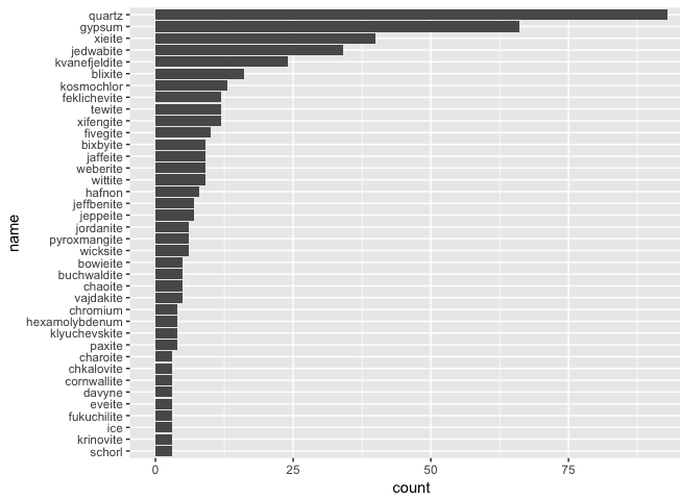 quartz
gypsum
xieite
jedwabite
kvanefjeldite
blixite
kosmochlor
feklichevite
tewite
xifengite
fivegite
bixbyite
jaffeite
weberite
wittite
hafnon
jeffbenite
jeppeite
jordanite
pyroxmangite
wicksite
bowieite
buchwaldite
chaoite
vajdakite
chromium
hexamolybdenum
klyuchevskite
paxite
charoite
chkalovite
cornwallite
davyne
eveite
fukuchilite
ice
krinovite
schorl
name
0 25 50 75
count